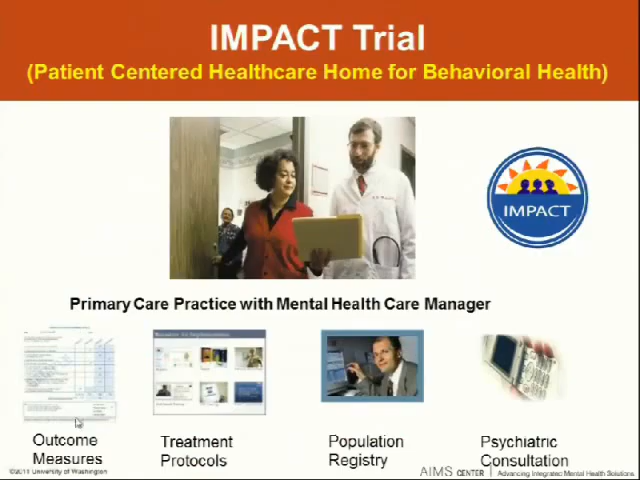 IMPACT Trial
(Patient Centered Healthcare Home for Behavioral Health)
IMPACT
Primary Care Practice with Mental Health Care Manager
Outcome
Measures
Treatment
Protocols
Population
Registry
Psychiatric
Consultation
©2011 University of Washington
AIMS CENTER | Advancing Integrated Mental Health Solutions